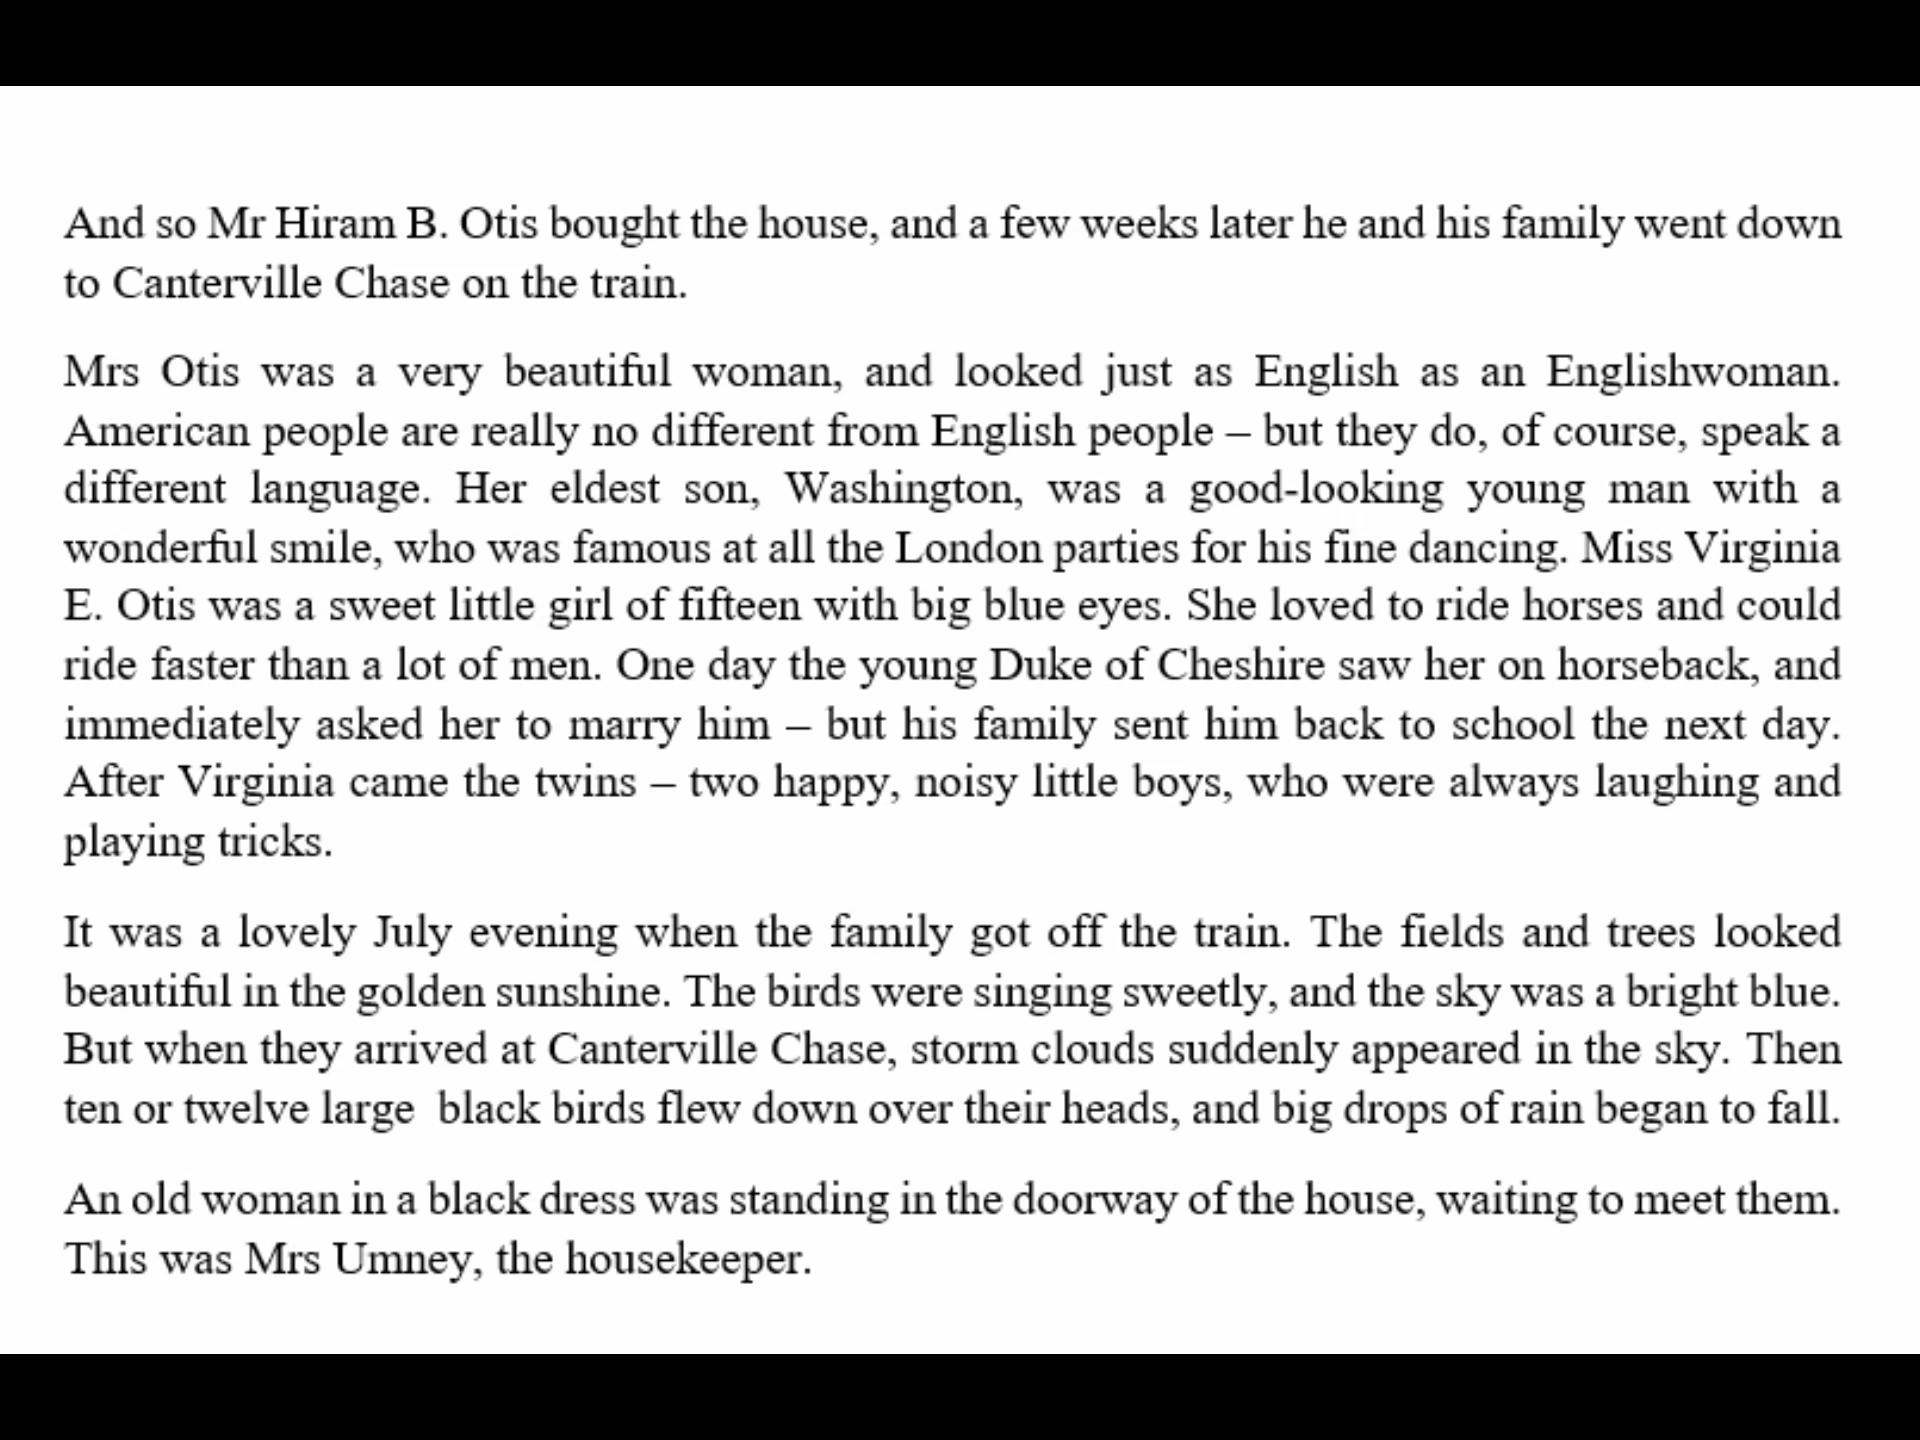 And so Mr Hiram B. Otis bought the house, and a few weeks later he and his family went down
to Canterville Chase on the train.
Mrs Otis was a very beautiful woman, and looked just as English as an Englishwoman.
American people are really no different from English people – but they do, of course, speak a
different language. Her eldest son, Washington, was a good-looking young man with a
wonderful smile, who was famous at all the London parties for his fine dancing. Miss Virginia
E. Otis was a sweet little girl of fifteen with big blue eyes. She loved to ride horses and could
ride faster than a lot of men. One day the young Duke of Cheshire saw her on horseback, and
immediately asked her to marry him – but his family sent him back to school the next day.
After Virginia came the twins – two happy, noisy little boys, who were always laughing and
playing tricks.
It was a lovely July evening when the family got off the train. The fields and trees looked
beautiful in the golden sunshine. The birds were singing sweetly, and the sky was a bright blue.
But when they arrived at Canterville Chase, storm clouds suddenly appeared in the sky. Then
ten or twelve large  black birds flew down over their heads, and big drops of rain began to fall.
An old woman in a black dress was standing in the doorway of the house, waiting to meet them.
This was Mrs Umney, the housekeeper.